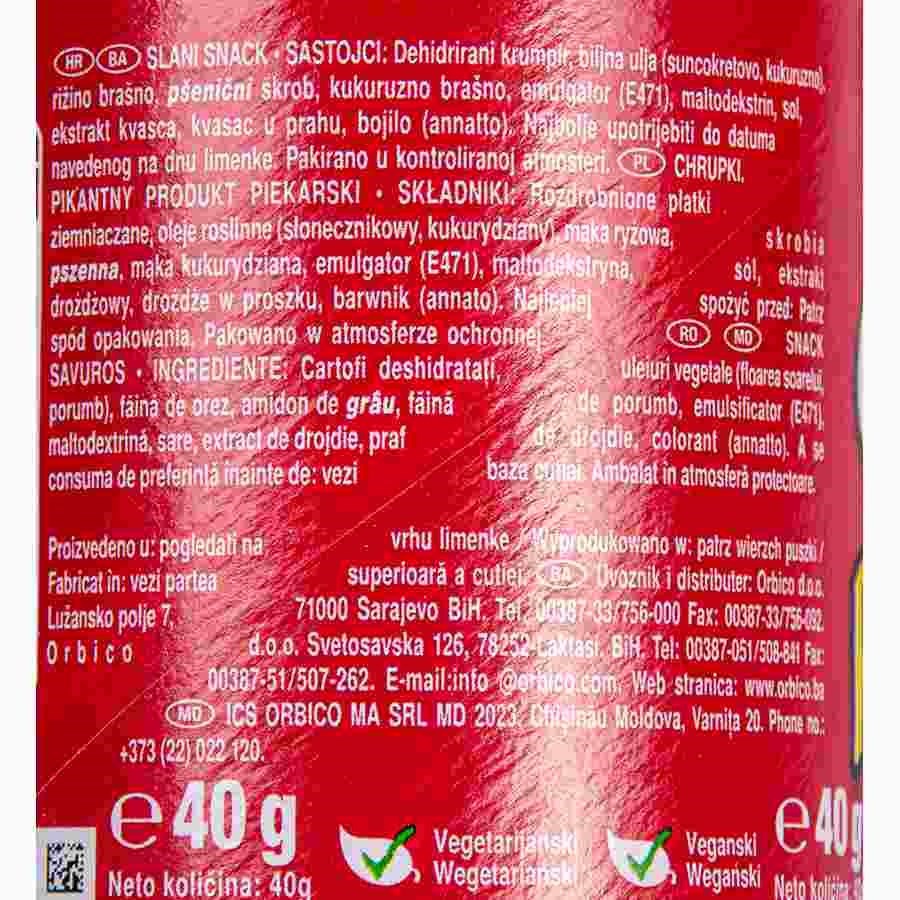 HR BA SLANI SNACK • SASTOJCI: Dehidrirani krumpir, biljna ulja (suncokretovo, kukuruzno),
rižino brašno, pšenični škrob, kukuruzno brašno, emulgator (E471), maltodekstrin, sol,
ekstrakt kvasca, kvasac u prahu, bojilo (annatto). Najbolje upotrijebiti do datuma
navedenog na dnu limenke. Pakirano u kontroliranoj atmosferi. PL CHRUPKI.
PIKANTNY PRODUKT PIEKARSKI • SKŁADNIKI: Rozdrobnione płatki
ziemniaczane, oleje roślinne (słonecznikowy, kukurydziany), mąka ryżowa, skrobia
pszenna, mąka kukurydziana, emulgator (E471), maltodekstryna, sól, ekstrakt
drożdżowy, drożdże w proszku, barwnik (annato). Najlepiej spożyć przed: Patrz
spód opakowania. Pakowano w atmosferze ochronnej. RO MD SNACK
SAVUROS • INGREDIENTE: Cartofi deshidratați, uleiuri vegetale (floarea soarelui,
porumb), făină de orez, amidon de grâu, făină de porumb, emulsificator (E471),
maltodextrină, sare, extract de drojdie, praf de drojdie, colorant (annatto). A se
consuma de preferință înainte de: vezi baza cutiei. Ambalat în atmosferă protectoare.
Proizvedeno u: pogledati na vrhu limenke / Wyprodukowano w: patrz wierzch puszki /
Fabricat în: vezi partea superioară a cutiei. BA Uvoznik i distributer: Orbico d.o.o.
Lužansko polje 7, 71000 Sarajevo BiH. Tel: 00387-33/756-000 Fax: 00387-33/756-092.
Orbico d.o.o. Svetosavska 126, 78252 Laktaši, BiH, Tel: 00387-051/508-841 Fax:
00387-51/507-262. E-mail:info @orbico.com, Web stranica: www.orbico.ba
MD ICS ORBICO MA SRL MD 2023, Chișinău Moldova, Varnița 20. Phone no.:
+373 (22) 022 120.
℮ 40 g ℮ 40 g
Vegetarijanski Veganski
Wegetariański Wegański
Neto količina: 40g Neto količina: